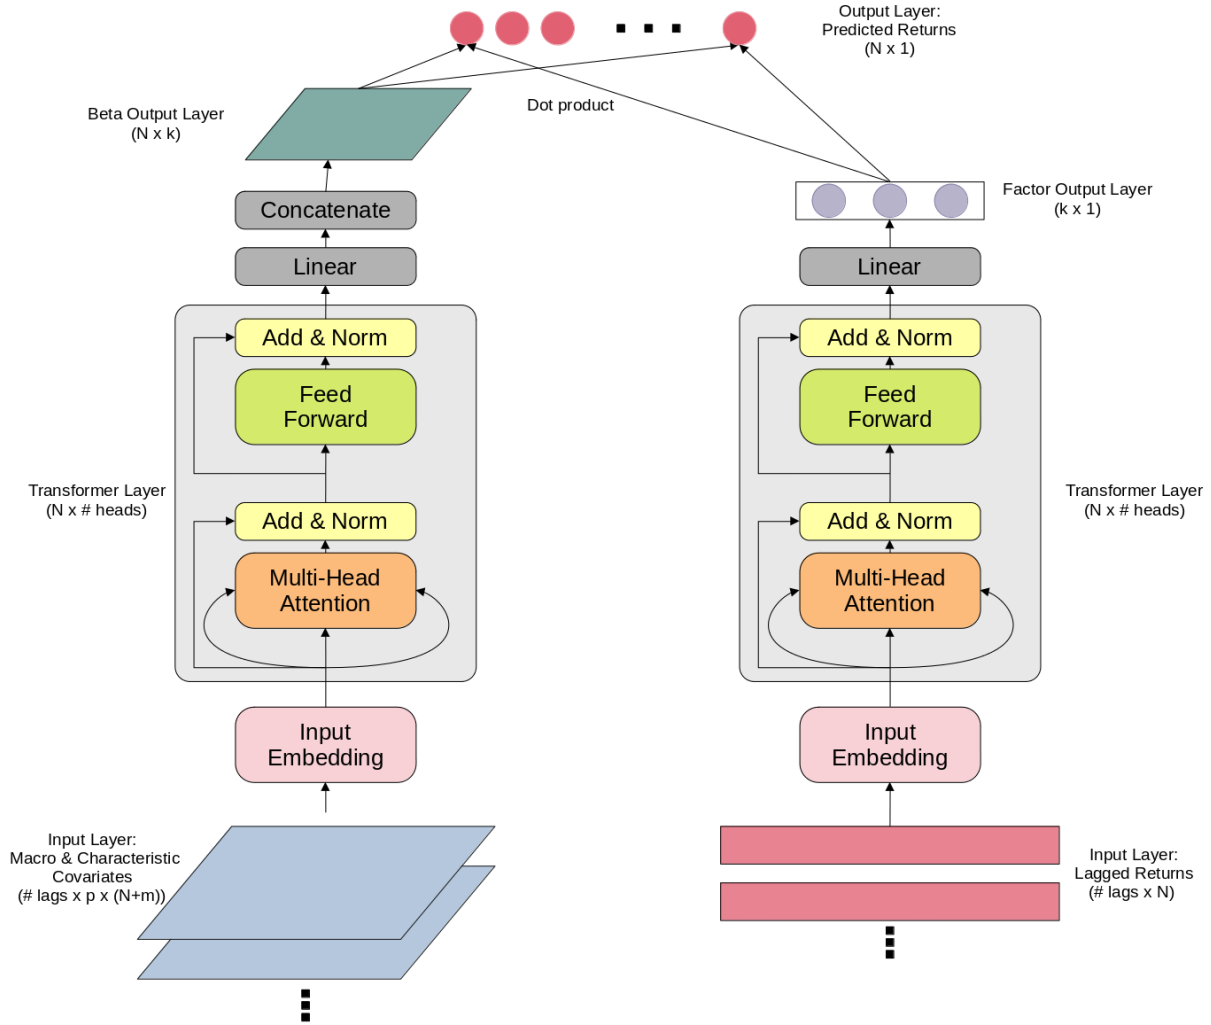 Output Layer:
Predicted Returns
(N x 1)
Beta Output Layer
(N x k)
Dot product
Concatenate
Linear
Add & Norm
Feed
Forward
Transformer Layer
(N x # heads)
Add & Norm
Multi-Head
Attention
Input
Embedding
Input Layer:
Macro & Characteristic
Covariates
(# lags x p x (N+m))
Factor Output Layer
(k x 1)
Linear
Add & Norm
Feed
Forward
Transformer Layer
(N x # heads)
Add & Norm
Multi-Head
Attention
Input
Embedding
Input Layer:
Lagged Returns
(# lags x N)